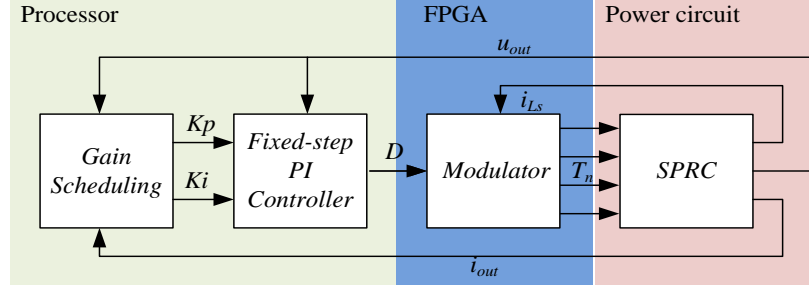 Processor
FPGA
Power circuit
u_out
i_Ls
Gain
Scheduling
Kp
Ki
Fixed-step
PI
Controller
D
Modulator
T_n
SPRC
i_out